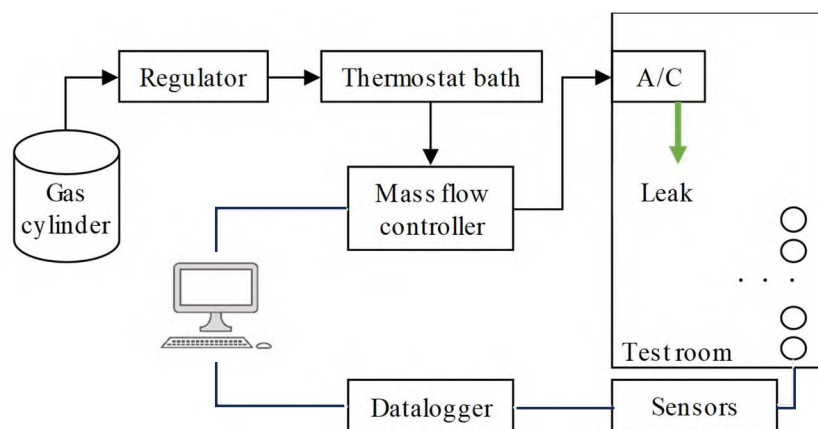 Regulator
Thermostat bath
A/C
Gas
cylinder
Mass flow
controller
Leak
. . .
Test room
Datalogger
Sensors